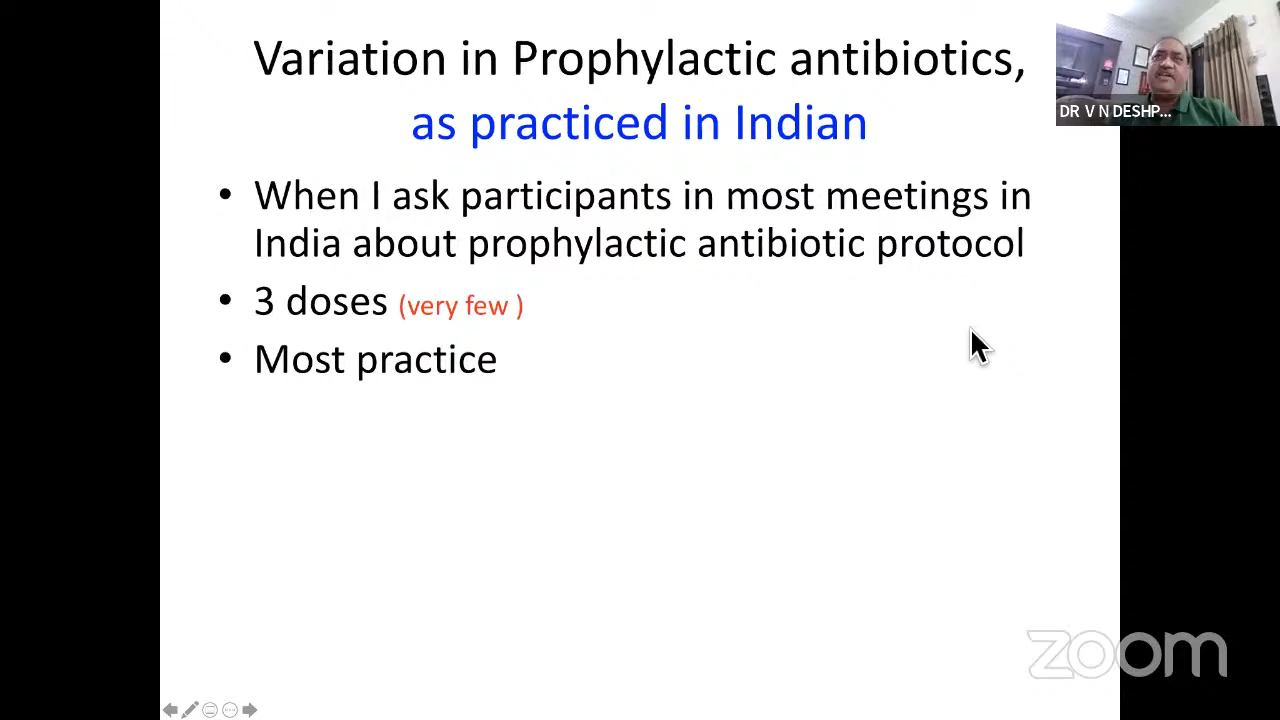 Variation in Prophylactic antibiotics,
as practiced in Indian
DR V N DESHP...
• When I ask participants in most meetings in
India about prophylactic antibiotic protocol
• 3 doses (very few )
• Most practice
zoom